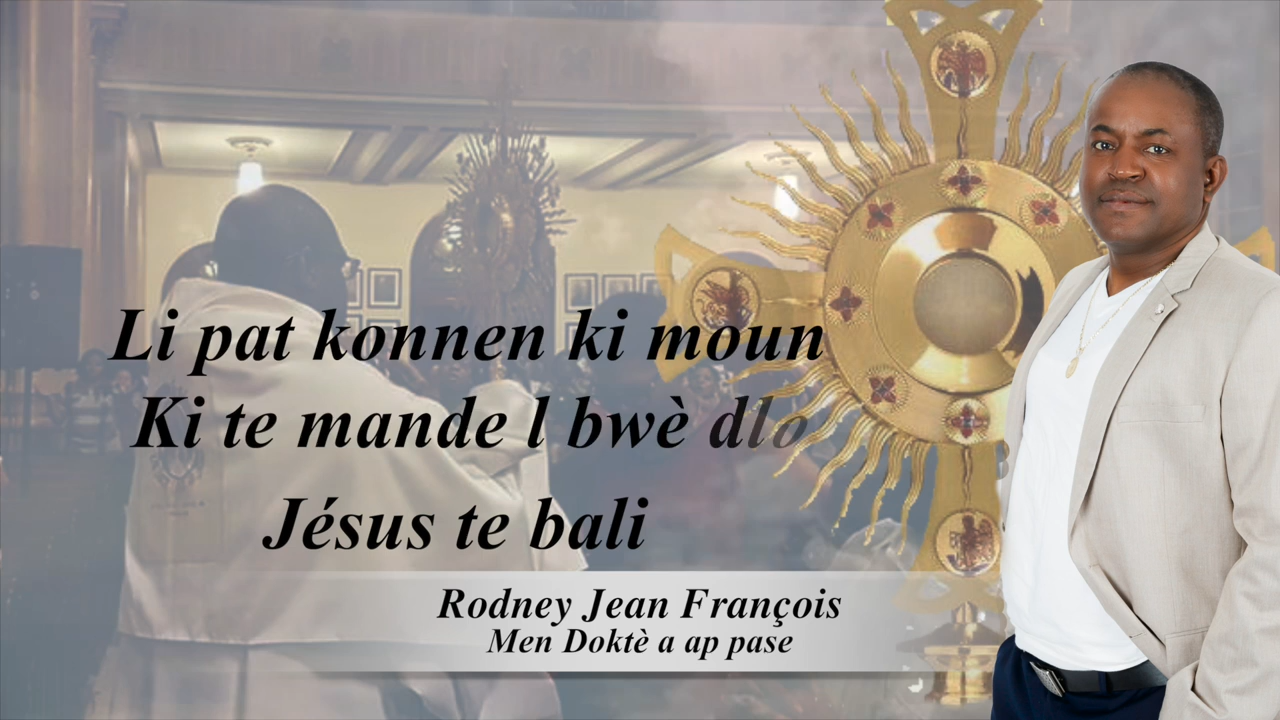 Li pat konnen ki moun
Ki te mande l bwè dlo
Jésus te bali
Rodney Jean François
Men Doktè a ap pase